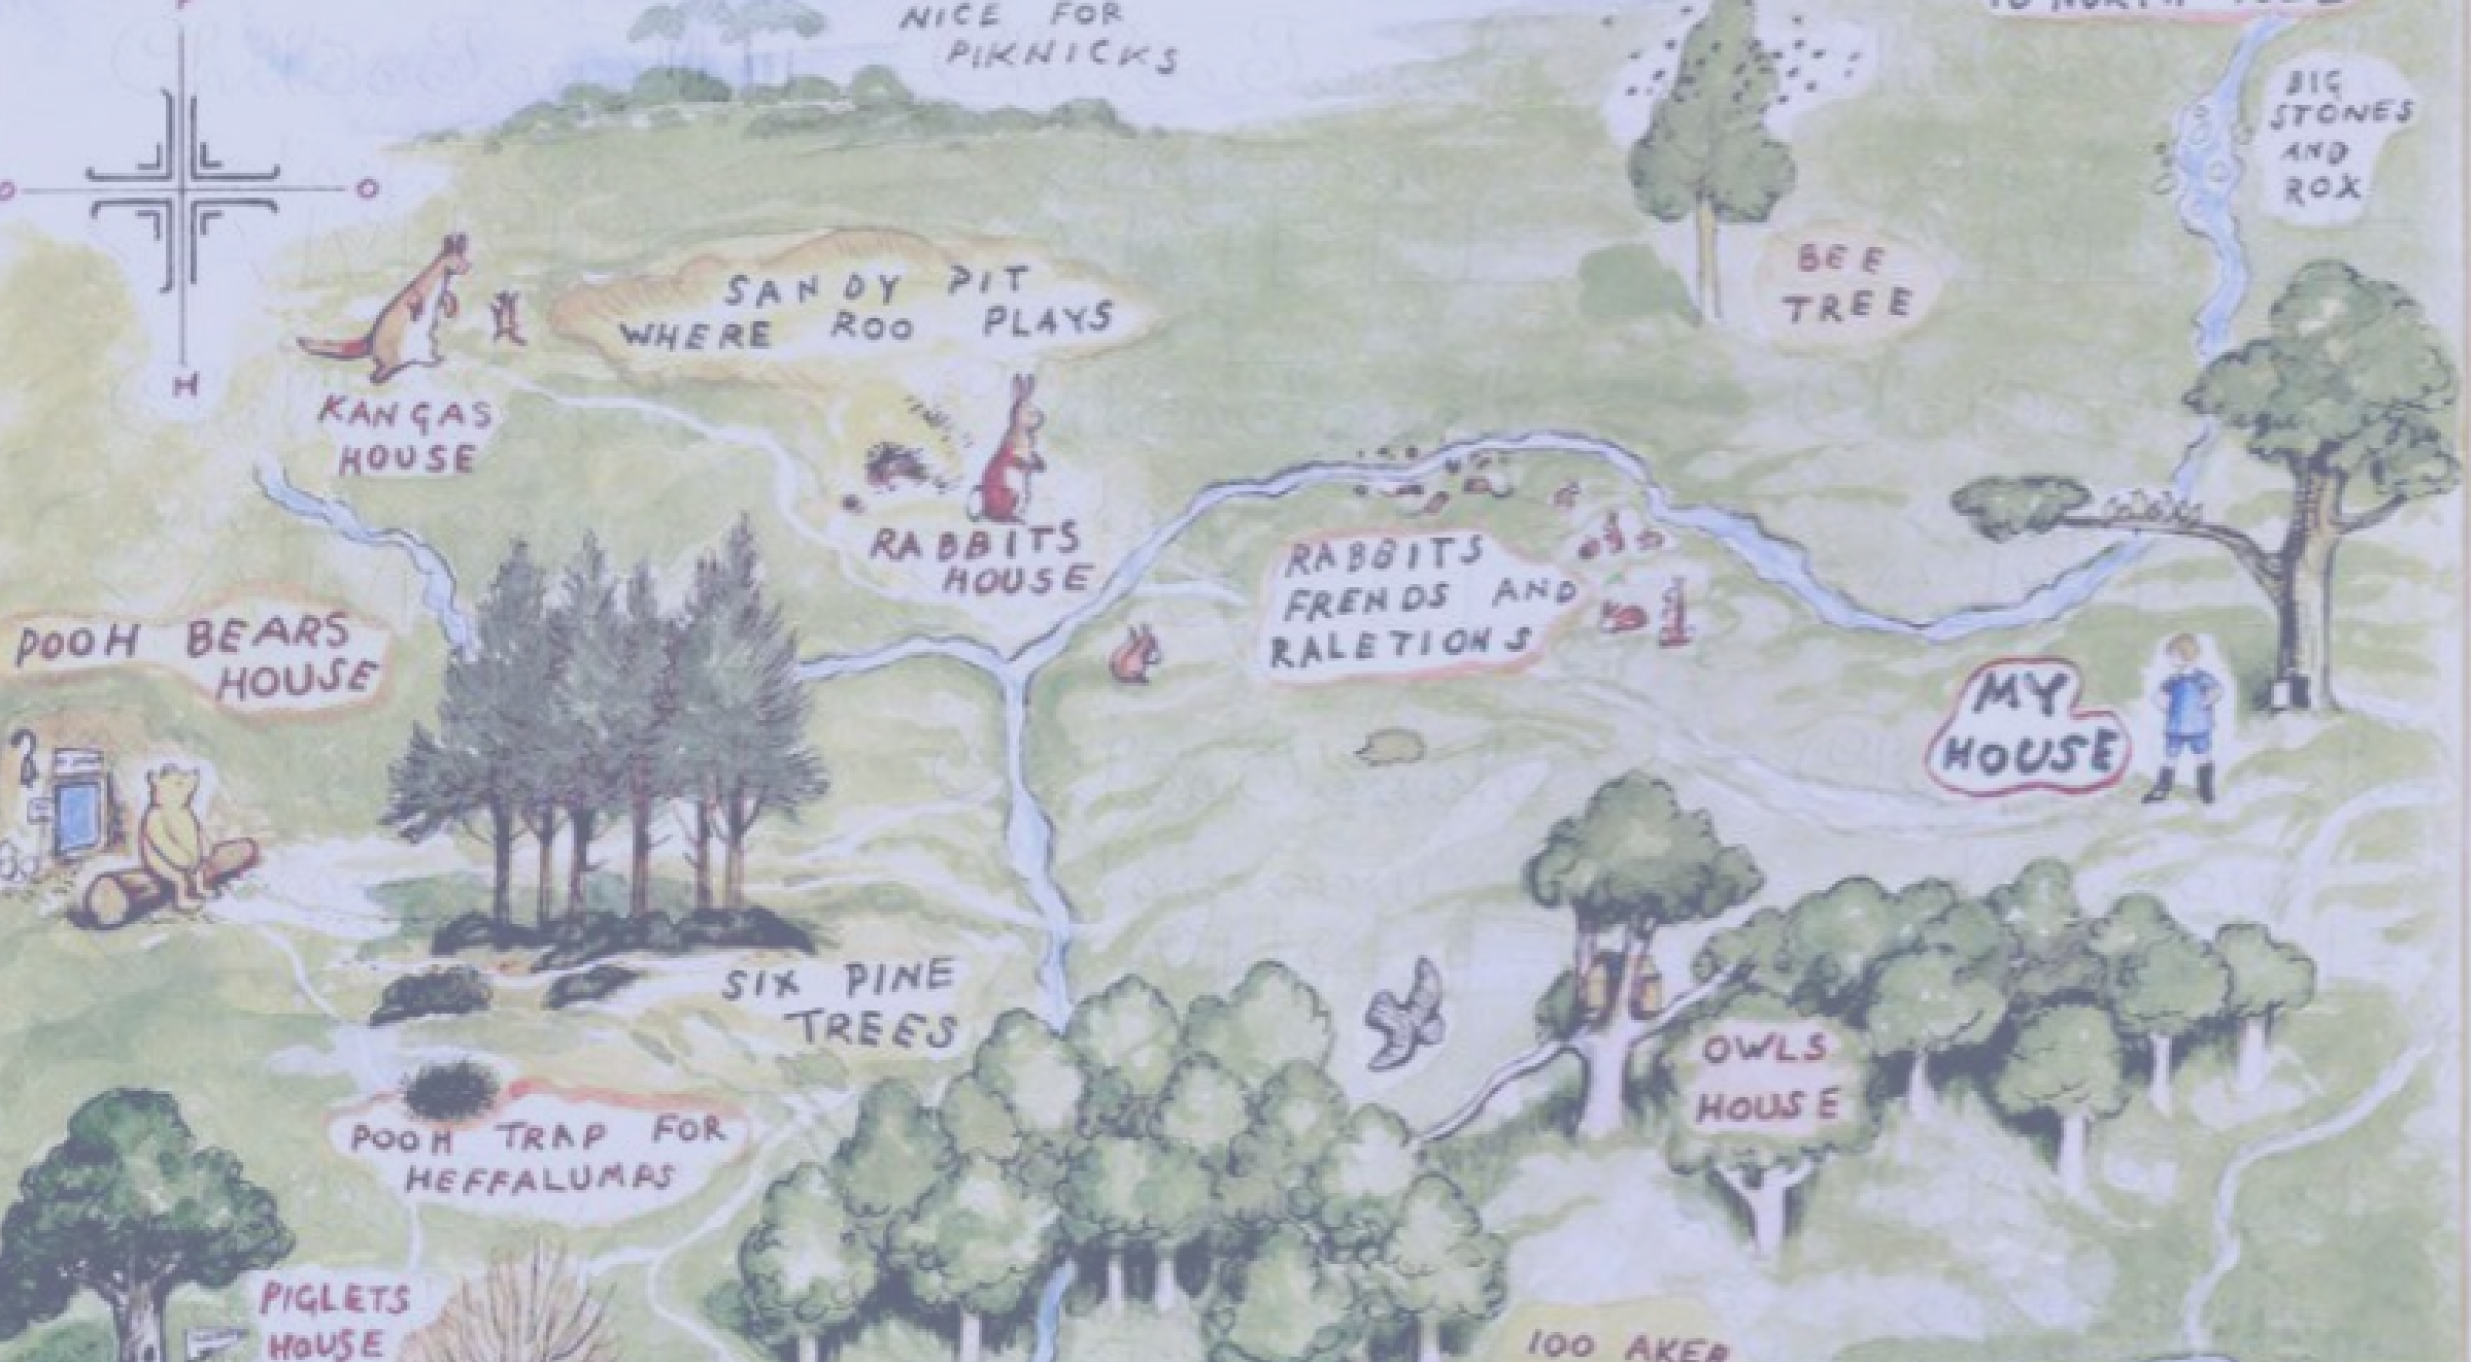 NICE FOR
PIKNICKS
BIG
STONES
AND
ROX
P
O
O
H
BEE
TREE
SANDY PIT
WHERE ROO PLAYS
KANGAS
HOUSE
RABBITS
HOUSE
RABBITS
FRENDS AND
RALETIONS
POOH BEARS
HOUSE
MY
HOUSE
SIX PINE
TREES
OWLS
HOUSE
POOH TRAP FOR
HEFFALUMPS
PIGLETS
HOUSE
100 AKER